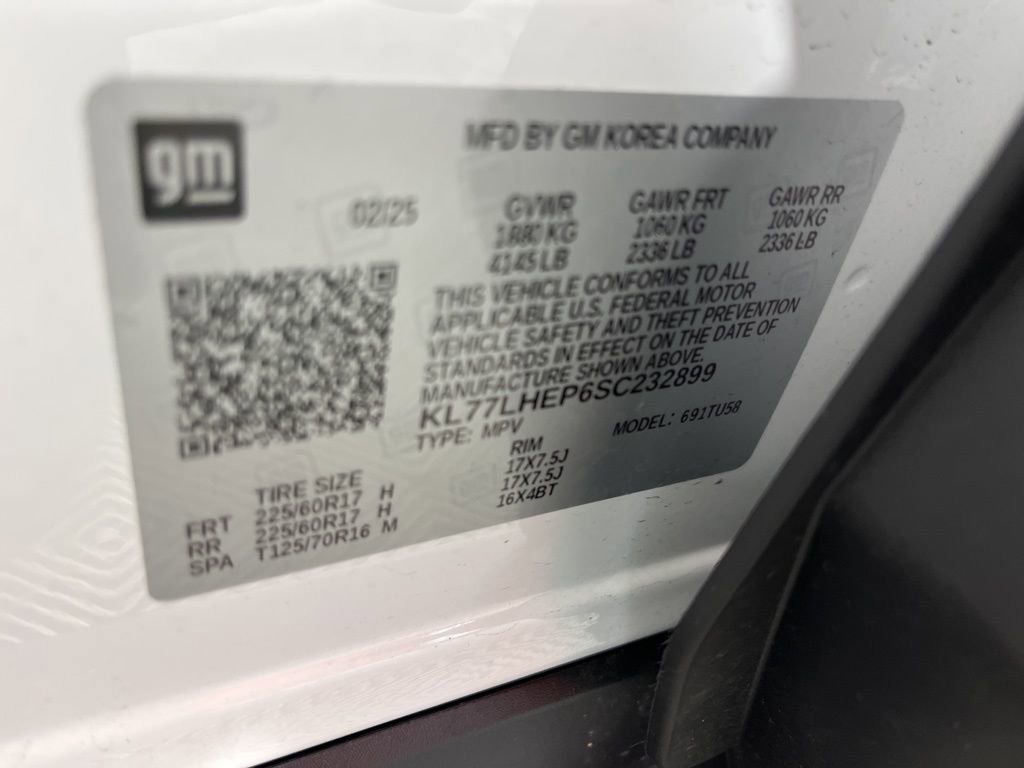 gm
MFD BY GM KOREA COMPANY
02/25 GVWR GAWR FRT GAWR RR
1880 KG 1060 KG 1060 KG
4145 LB 2336 LB 2336 LB
THIS VEHICLE CONFORMS TO ALL
APPLICABLE U.S. FEDERAL MOTOR
VEHICLE SAFETY AND THEFT PREVENTION
STANDARDS IN EFFECT ON THE DATE OF
MANUFACTURE SHOWN ABOVE.
KL77LHEP6SC232899
TYPE: MPV MODEL: 691TU58
TIRE SIZE RIM
FRT 225/60R17 H 17X7.5J
RR 225/60R17 H 17X7.5J
SPA T125/70R16 M 16X4BT